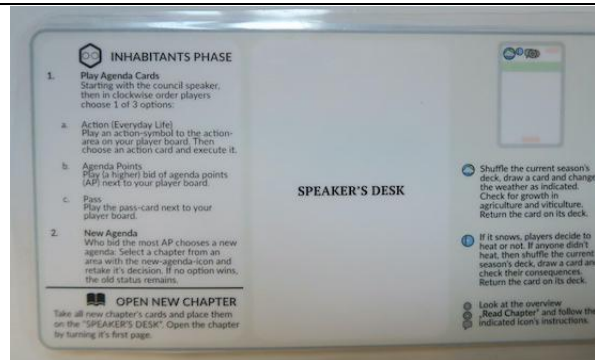 INHABITANTS PHASE
1. Play Agenda Cards
Starting with the council speaker,
then in clockwise order players
choose 1 of 3 options:
a. Action (Everyday Life)
Play an action-symbol to the action-
area on your player board. Then
choose an action card and execute it.
b. Agenda Points
Play (a higher) bid of agenda points
(AP) next to your player board.
c. Pass
Play the pass-card next to your
player board.
2. New Agenda
Who bid the most AP chooses a new
agenda: Select a chapter from an
area with the new-agenda-icon and
retake it's decision. If no option wins,
the old status remains.
OPEN NEW CHAPTER
Take all new chapter's cards and place them
on the "SPEAKER'S DESK". Open the chapter
by turning it's first page.
SPEAKER'S DESK
Shuffle the current season's
deck, draw a card and change
the weather as indicated.
Check for growth in
agriculture and viticulture.
Return the card on its deck.
If it snows, players decide to
heat or not. If anyone didn't
heat, then shuffle the current
season's deck, draw a card and
check their consequences.
Return the card on its deck.
Look at the overview
„Read Chapter" and follow the
indicated icon's instructions.